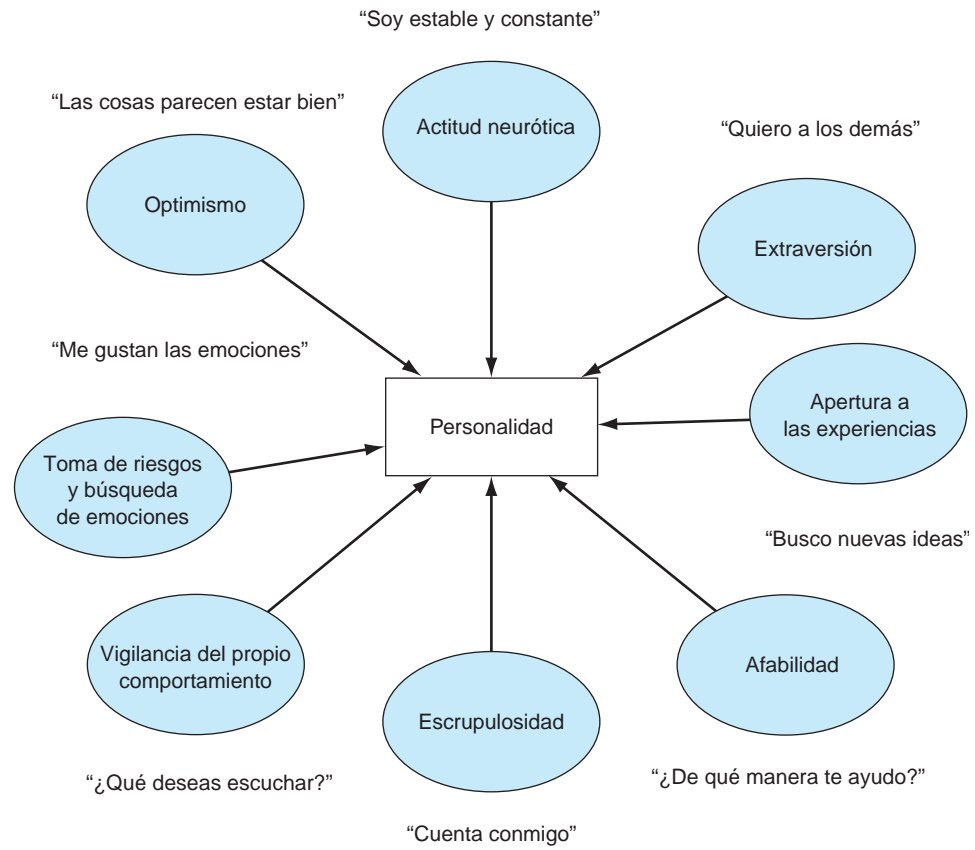 “Soy estable y constante”
“Las cosas parecen estar bien”
Actitud neurótica
“Quiero a los demás”
Optimismo
Extraversión
“Me gustan las emociones”
Personalidad
Apertura a
las experiencias
Toma de riesgos
y búsqueda
de emociones
“Busco nuevas ideas”
Vigilancia del propio
comportamiento
Afabilidad
Escrupulosidad
“¿Qué deseas escuchar?”
“¿De qué manera te ayudo?”
“Cuenta conmigo”